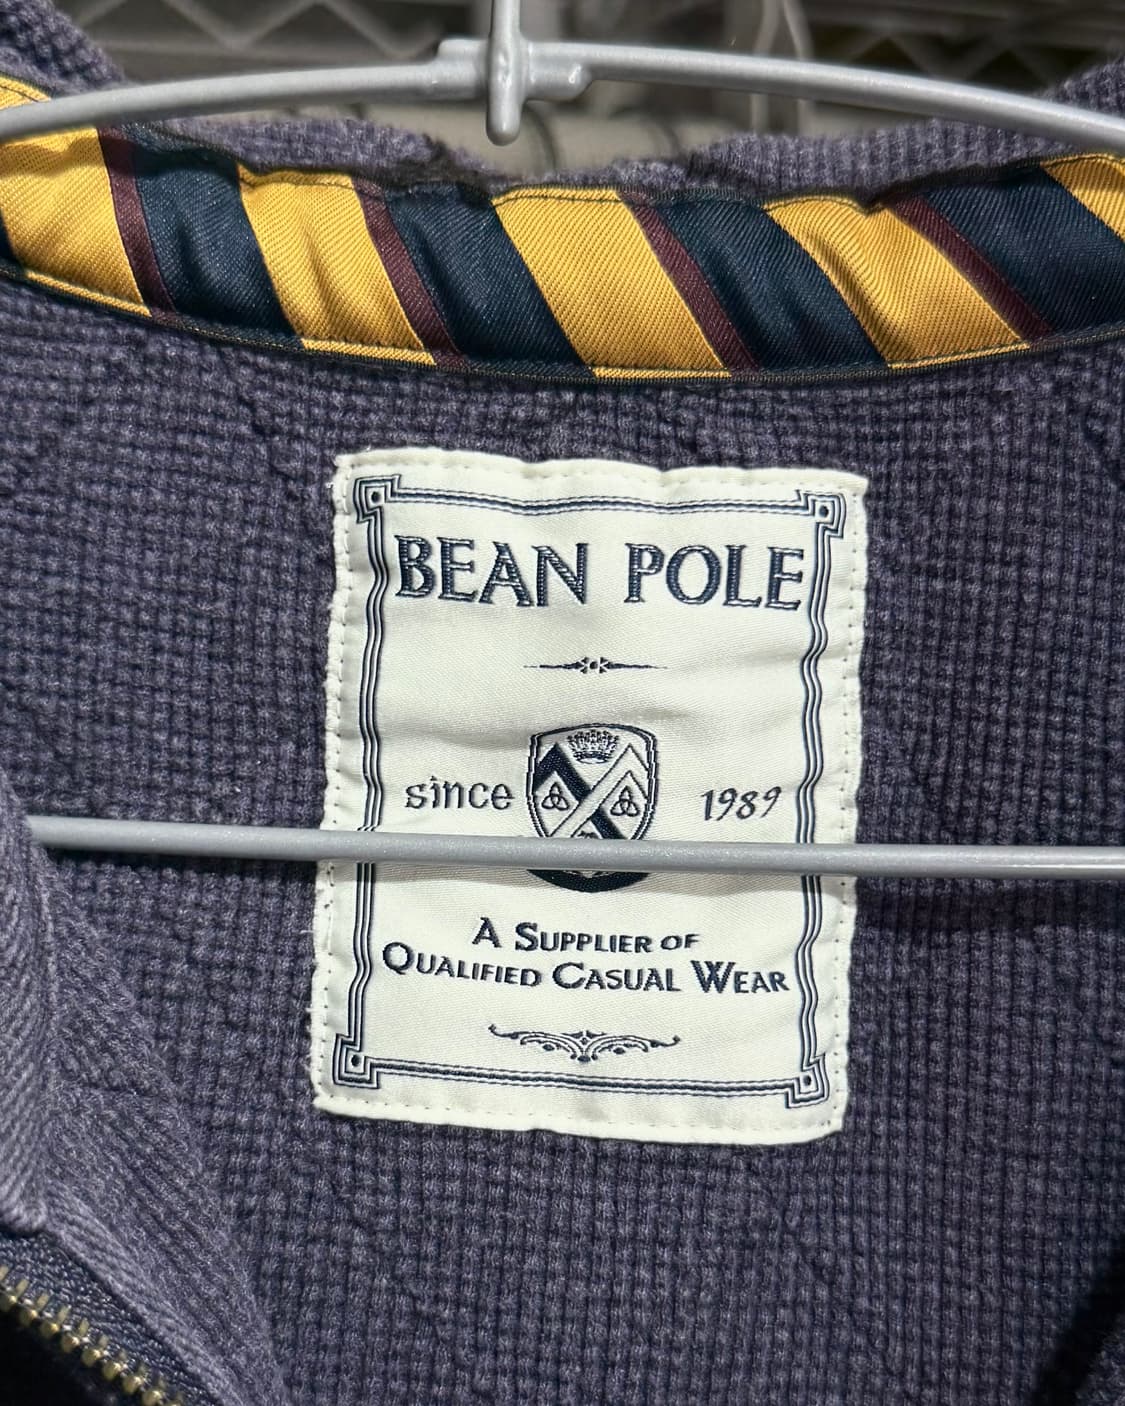 BEAN POLE
since 1989
A SUPPLIER OF
QUALIFIED CASUAL WEAR